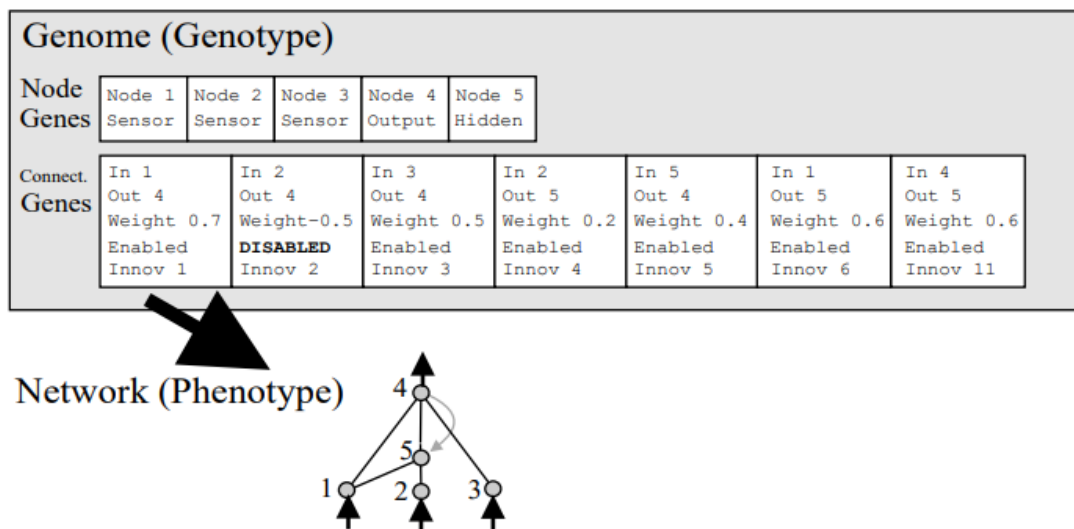 Genome (Genotype)
Node Genes
Node 1 Node 2 Node 3 Node 4 Node 5
Sensor Sensor Sensor Output Hidden
Connect. Genes
In 1 In 2 In 3 In 2 In 5 In 1 In 4
Out 4 Out 4 Out 4 Out 5 Out 4 Out 5 Out 5
Weight 0.7 Weight-0.5 Weight 0.5 Weight 0.2 Weight 0.4 Weight 0.6 Weight 0.6
Enabled DISABLED Enabled Enabled Enabled Enabled Enabled
Innov 1 Innov 2 Innov 3 Innov 4 Innov 5 Innov 6 Innov 11
Network (Phenotype)
4
5
1 2 3